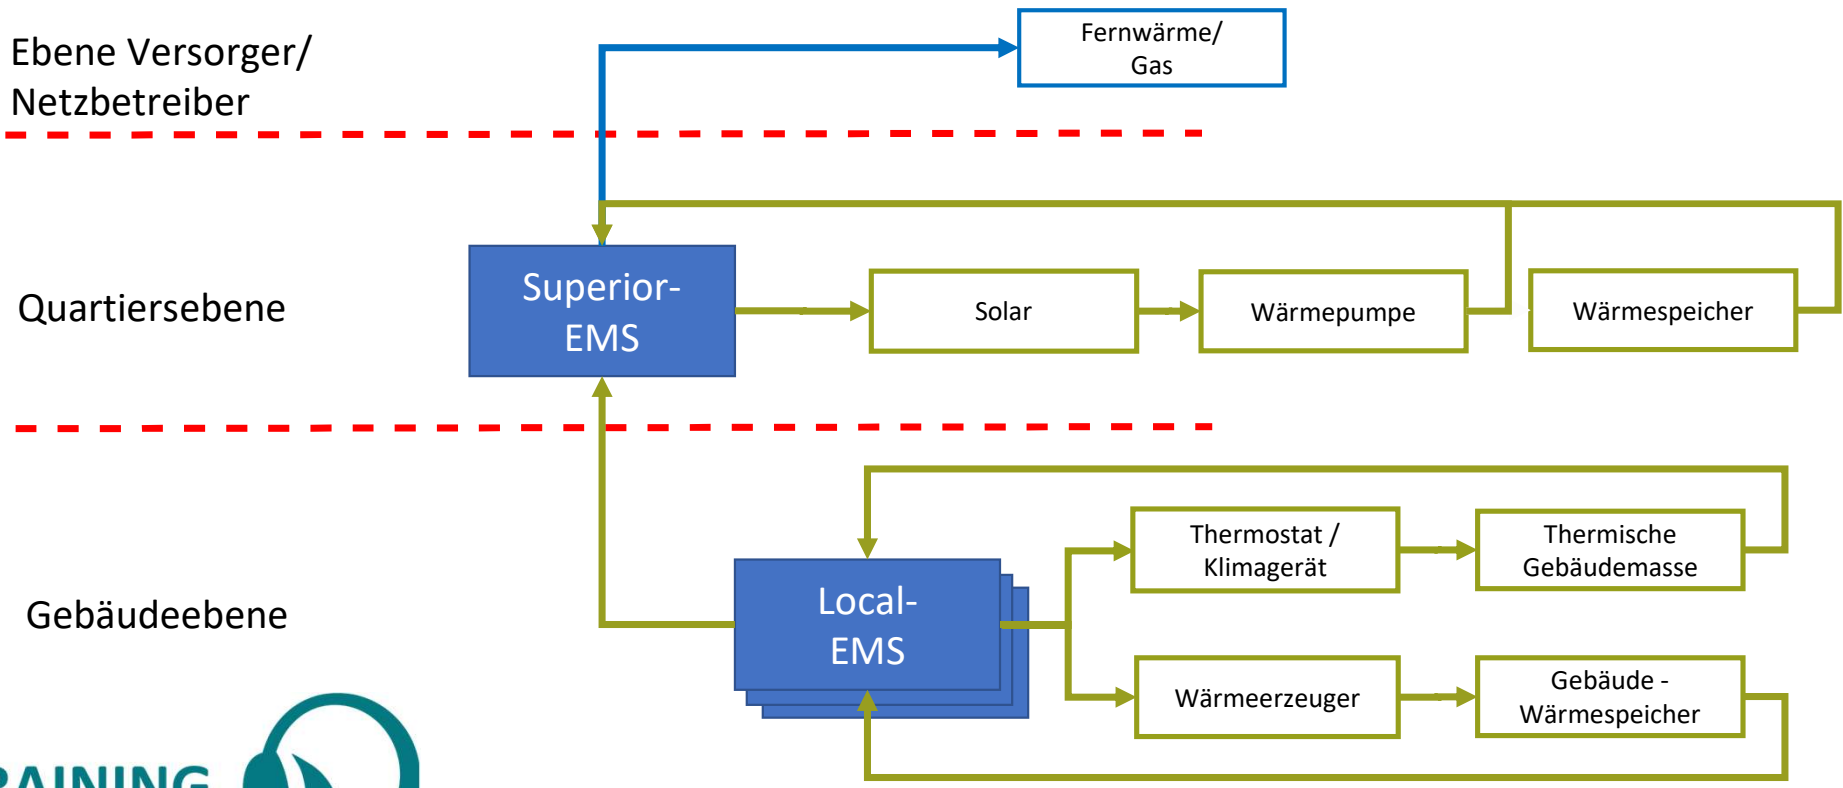 Ebene Versorger/
Netzbetreiber
Fernwärme/
Gas
Quartiersebene
Superior-
EMS
Solar
Wärmepumpe
Wärmespeicher
Gebäudeebene
Local-
EMS
Thermostat /
Klimagerät
Thermische
Gebäudemasse
Wärmeerzeuger
Gebäude -
Wärmespeicher